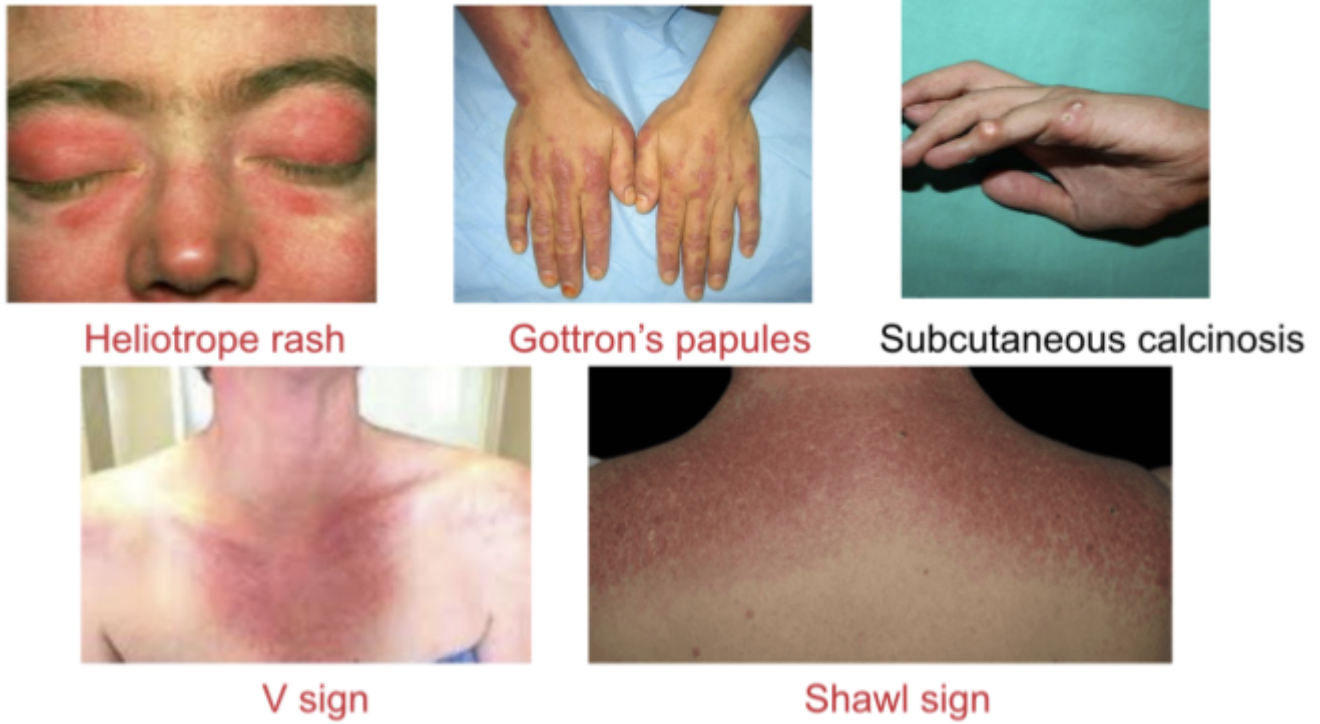 Heliotrope rash
Gottron's papules
Subcutaneous calcinosis
V sign
Shawl sign